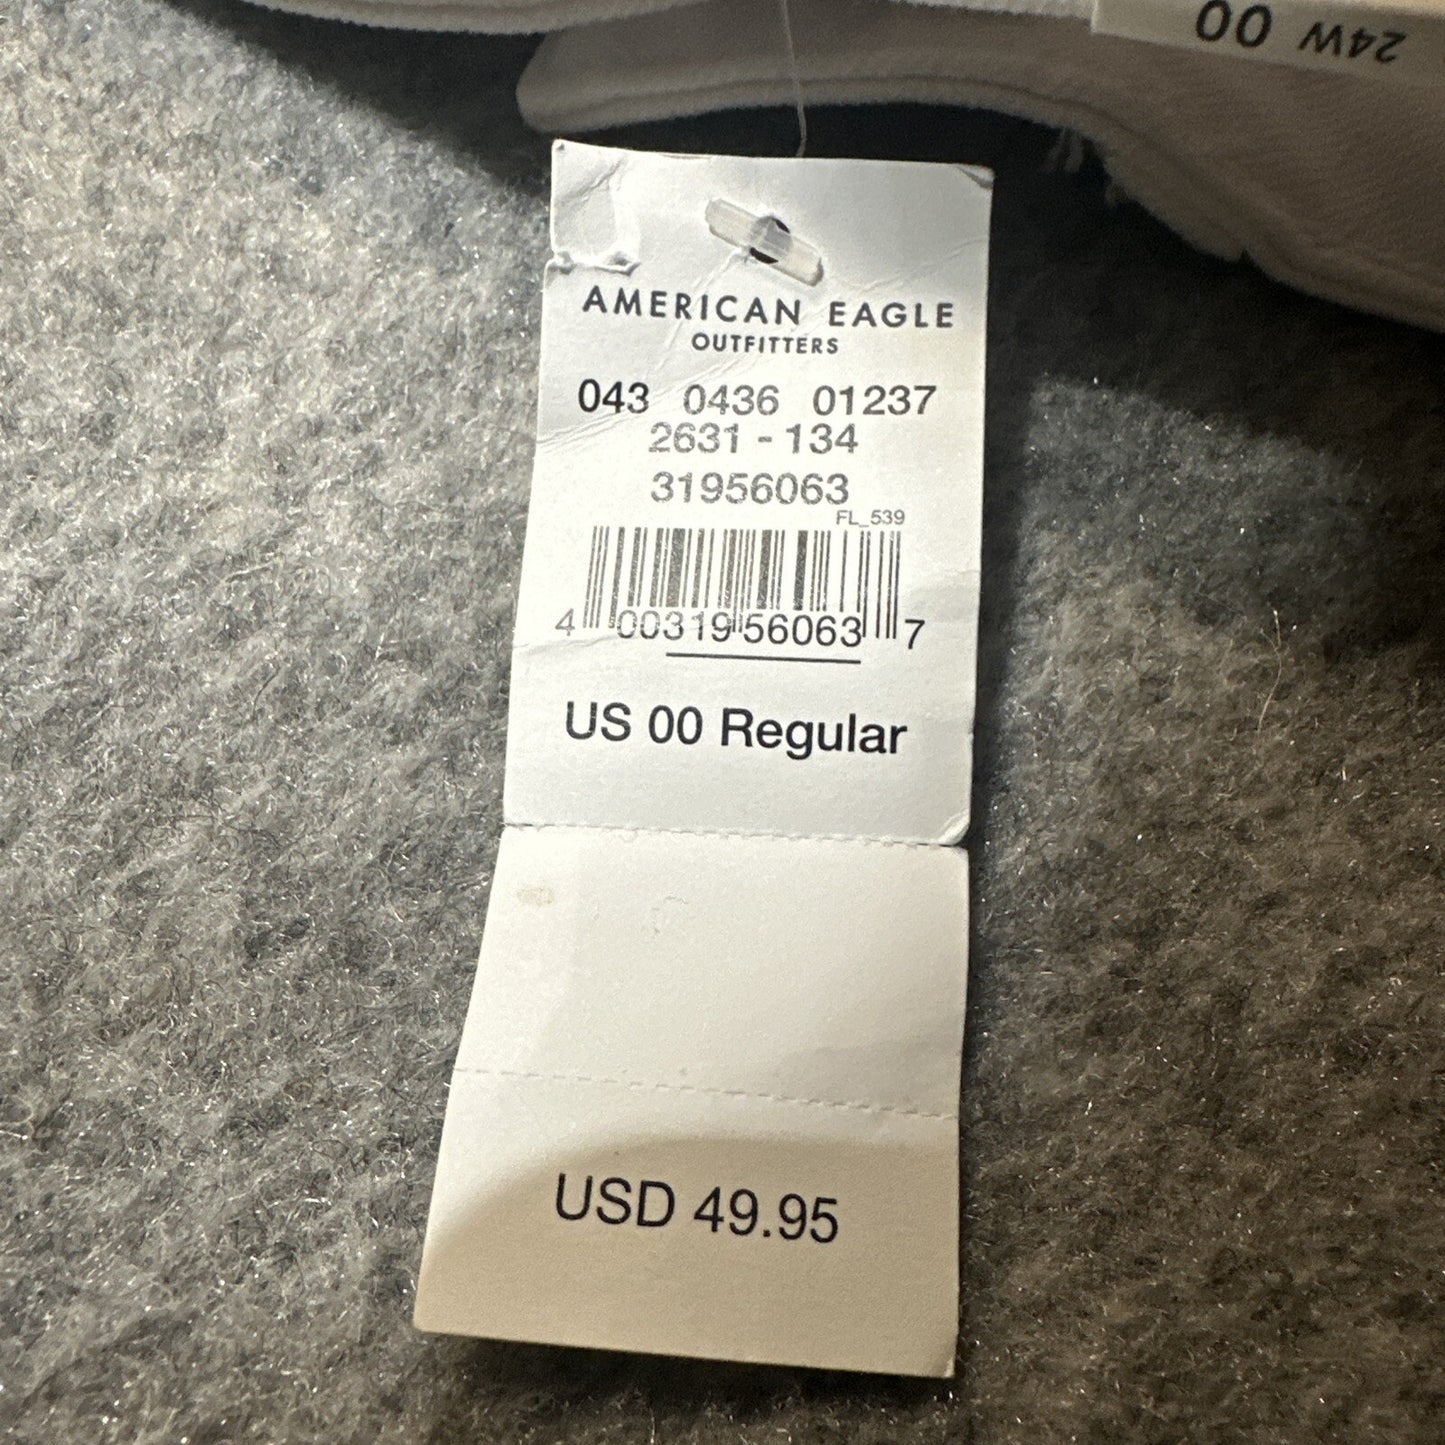 24W 00
AMERICAN EAGLE
OUTFITTERS
043 0436 01237
2631 - 134
31956063
FL_539
4 00319 56063 7
US 00 Regular
USD 49.95